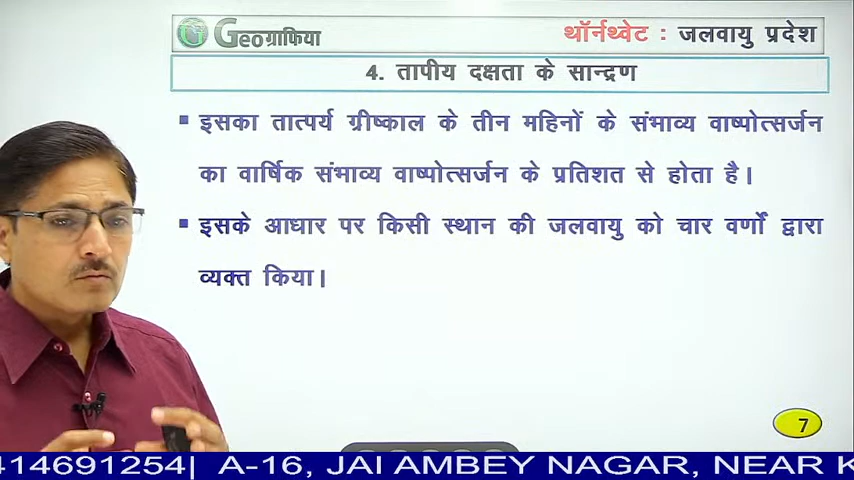 Geoग्राफिया
थॉर्नथ्वेट : जलवायु प्रदेश
4. तापीय दक्षता के सान्द्रण
इसका तात्पर्य ग्रीष्काल के तीन महिनों के संभाव्य वाष्पोत्सर्जन
का वार्षिक संभाव्य वाष्पोत्सर्जन के प्रतिशत से होता है।
इसके आधार पर किसी स्थान की जलवायु को चार वर्णों द्वारा
व्यक्त किया।
7
414691254| A-16, JAI AMBEY NAGAR, NEAR